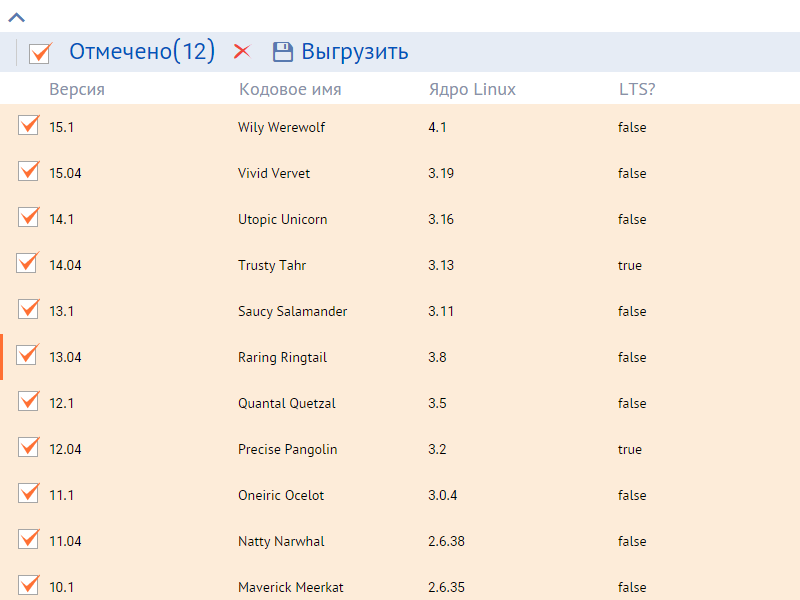 Отмечено(12) Выгрузить
Версия Кодовое имя Ядро Linux LTS?
15.1 Wily Werewolf 4.1 false
15.04 Vivid Vervet 3.19 false
14.1 Utopic Unicorn 3.16 false
14.04 Trusty Tahr 3.13 true
13.1 Saucy Salamander 3.11 false
13.04 Raring Ringtail 3.8 false
12.1 Quantal Quetzal 3.5 false
12.04 Precise Pangolin 3.2 true
11.1 Oneiric Ocelot 3.0.4 false
11.04 Natty Narwhal 2.6.38 false
10.1 Maverick Meerkat 2.6.35 false